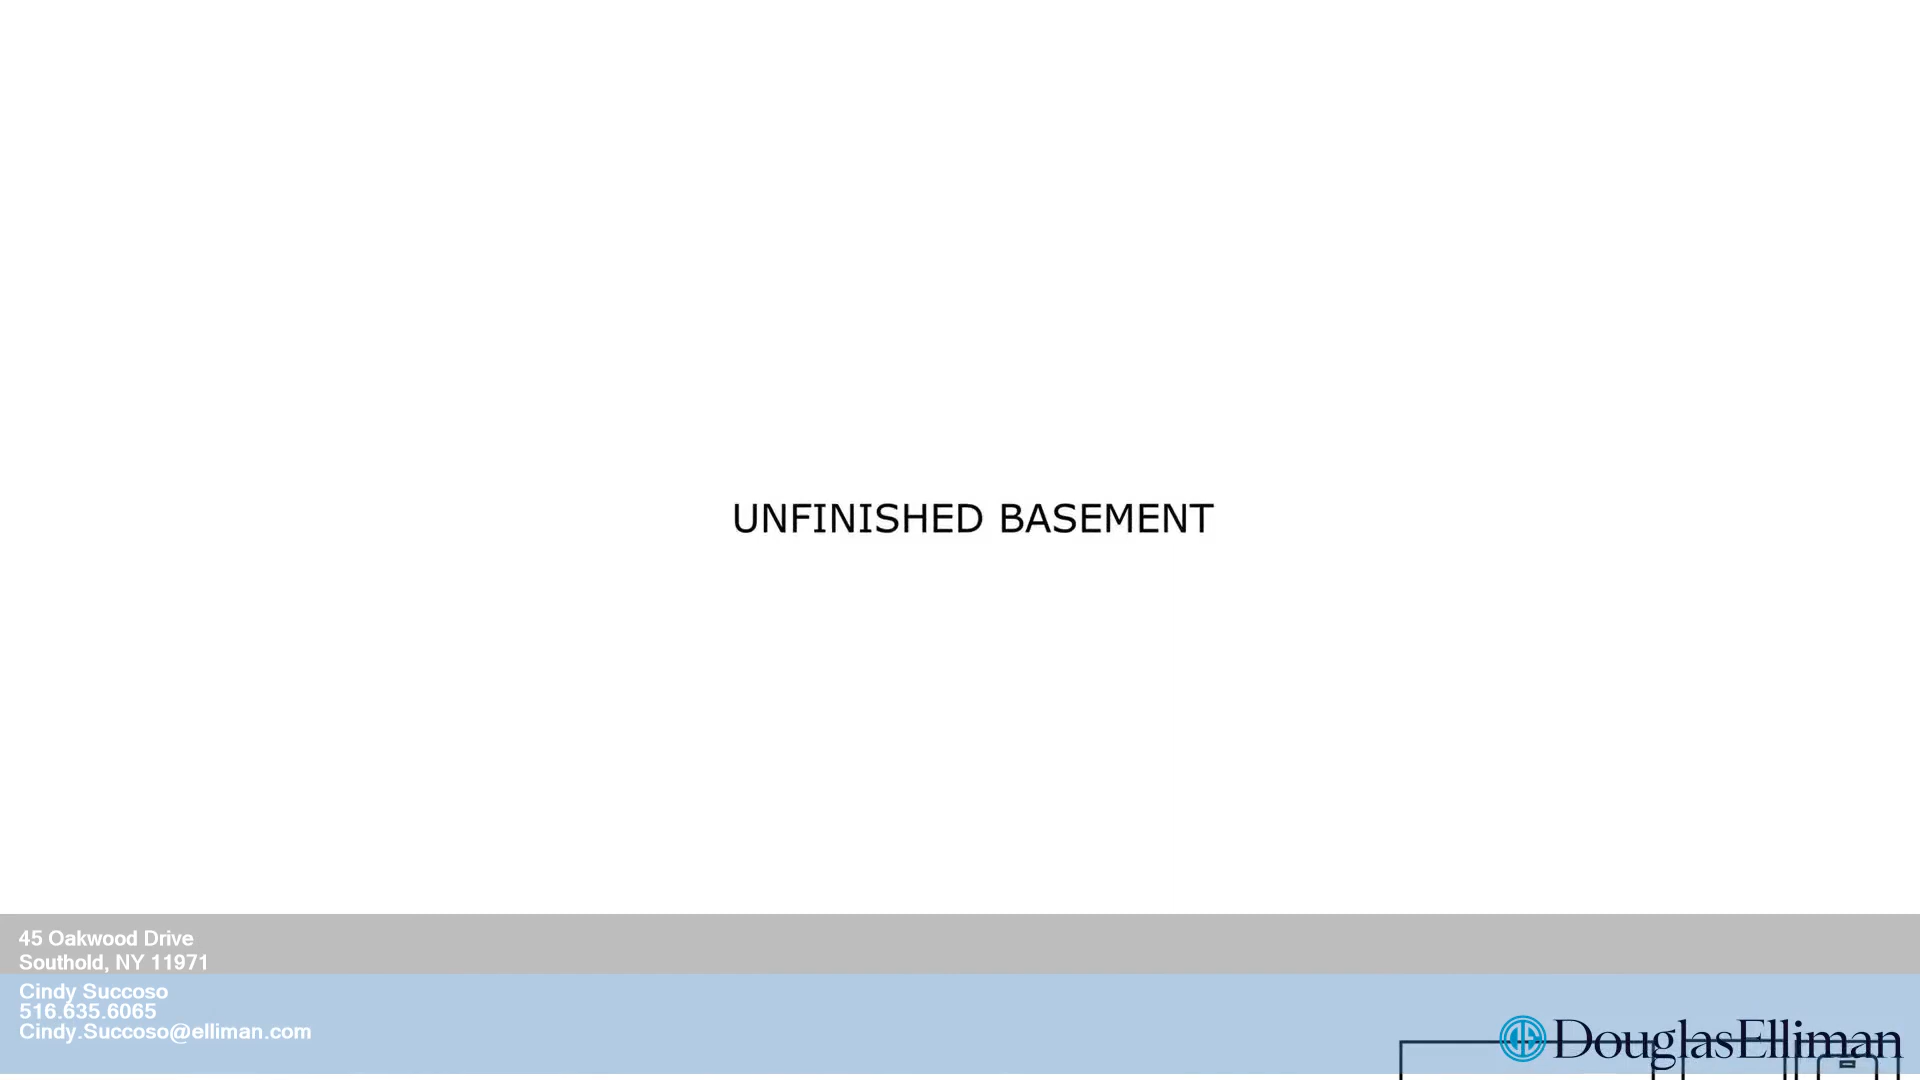 UNFINISHED BASEMENT
45 Oakwood Drive
Southold, NY 11971
Cindy Succoso
516.635.6065
Cindy.Succoso@elliman.com
DouglasElliman